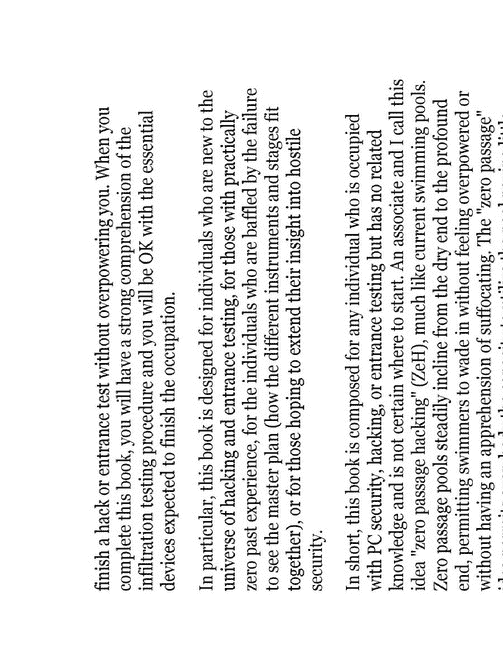 finish a hack or entrance test without overpowering you. When you
complete this book, you will have a strong comprehension of the
infiltration testing procedure and you will be OK with the essential
devices expected to finish the occupation.
In particular, this book is designed for individuals who are new to the
universe of hacking and entrance testing, for those with practically
zero past experience, for the individuals who are baffled by the failure
to see the master plan (how the different instruments and stages fit
together), or for those hoping to extend their insight into hostile
security.
In short, this book is composed for any individual who is occupied
with PC security, hacking, or entrance testing but has no related
knowledge and is not certain where to start. An associate and I call this
idea "zero passage hacking" (ZeH), much like current swimming pools.
Zero passage pools steadily incline from the dry end to the profound
end, permitting swimmers to wade in without feeling overpowered or
without having an apprehension of suffocating. The "zero passage"